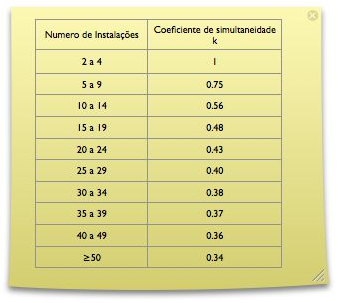 Numero de Instalações Coeficiente de simultaneidade
k
2 a 4 1
5 a 9 0.75
10 a 14 0.56
15 a 19 0.48
20 a 24 0.43
25 a 29 0.40
30 a 34 0.38
35 a 39 0.37
40 a 49 0.36
≥50 0.34